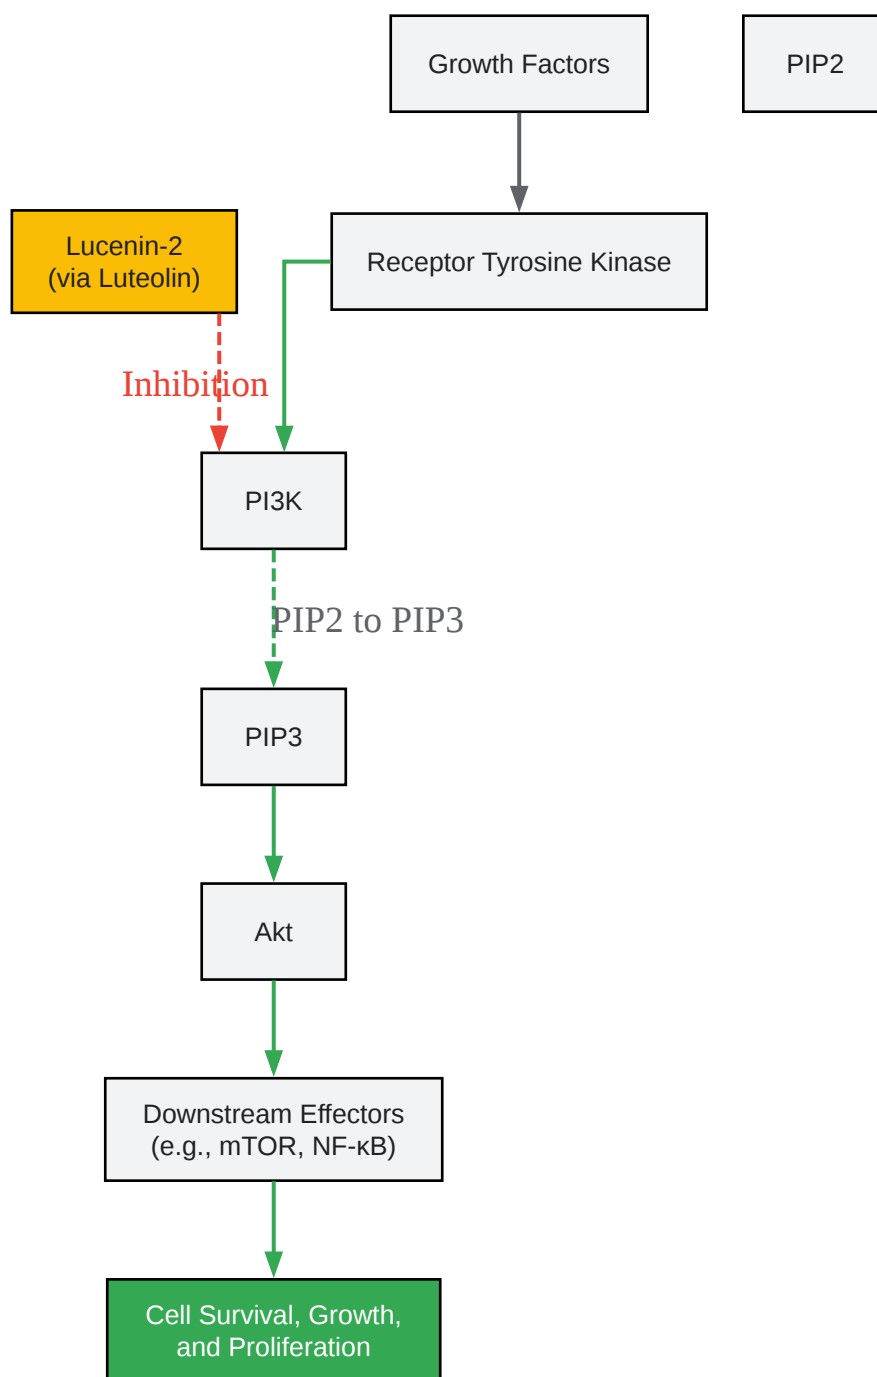 Growth Factors
PIP2
Lucenin-2
(via Luteolin)
Receptor Tyrosine Kinase
Inhibition
PI3K
PIP2 to PIP3
PIP3
Akt
Downstream Effectors
(e.g., mTOR, NF-κB)
Cell Survival, Growth,
and Proliferation